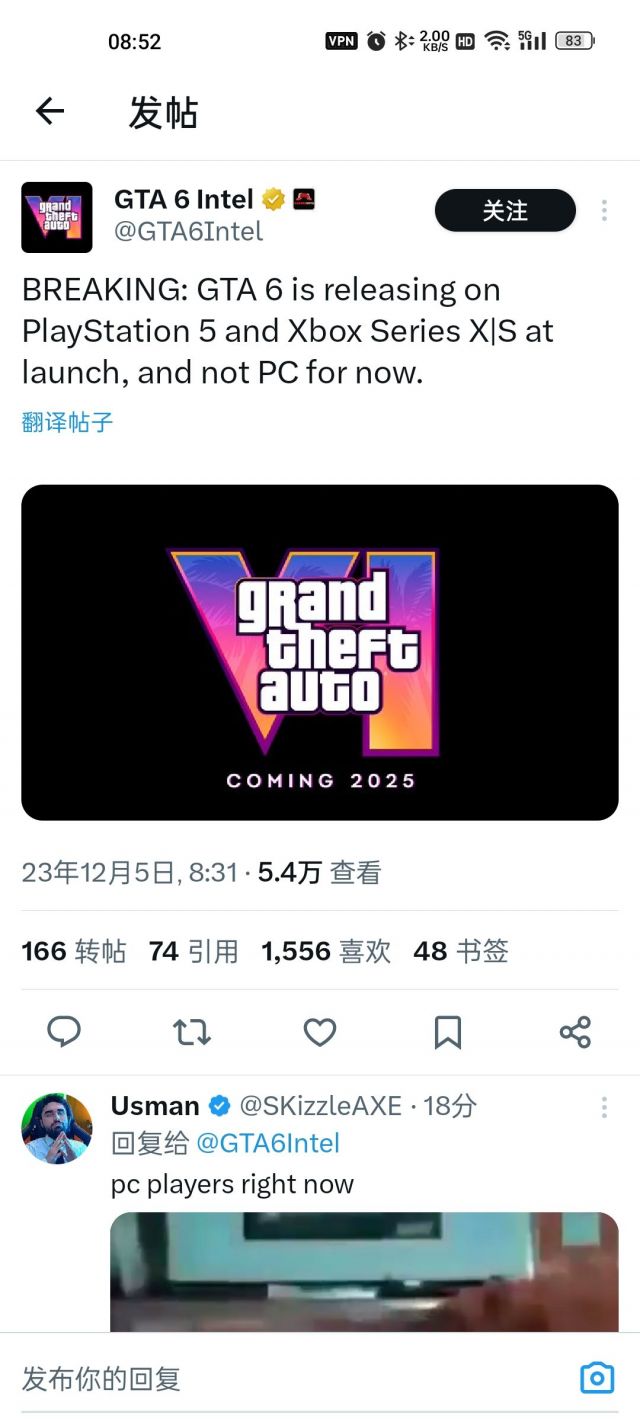 08:52 VPN 2.00 KB/S HD 5G 83
发帖
GTA 6 Intel
@GTA6Intel
关注
BREAKING: GTA 6 is releasing on
PlayStation 5 and Xbox Series X|S at
launch, and not PC for now.
翻译帖子
grand
theft
auto
VI
COMING 2025
23年12月5日, 8:31 · 5.4万 查看
166 转帖 74 引用 1,556 喜欢 48 书签
Usman @SKizzleAXE · 18分
回复给 @GTA6Intel
pc players right now
发布你的回复